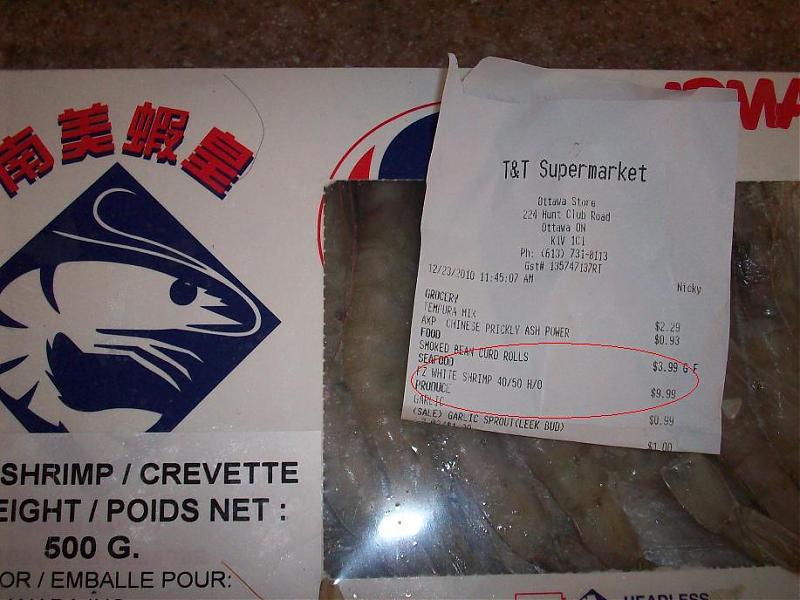 南美蝦皇
SHRIMP / CREVETTE
EIGHT / POIDS NET :
500 G.
OR / EMBALLE POUR:
T&T Supermarket
Ottawa Store
224 Hunt Club Road
Ottawa ON
K1V 1C1
Ph: (613) 731-8113
Gst# 135747137RT
12/23/2010 11:45:07 AM
Nicky
GROCERY
TEMPURA MIX $2.29
AXP CHINESE PRICKLY ASH POWER $0.93
FOOD
SMOKED BEAN CURD ROLLS $3.99 G F
SEAFOOD
FZ WHITE SHRIMP 40/50 H/O $9.99
PRODUCE
GARLIC $0.99
(SALE) GARLIC SPROUT(LEEK BUD)
$1.00
HEADLESS